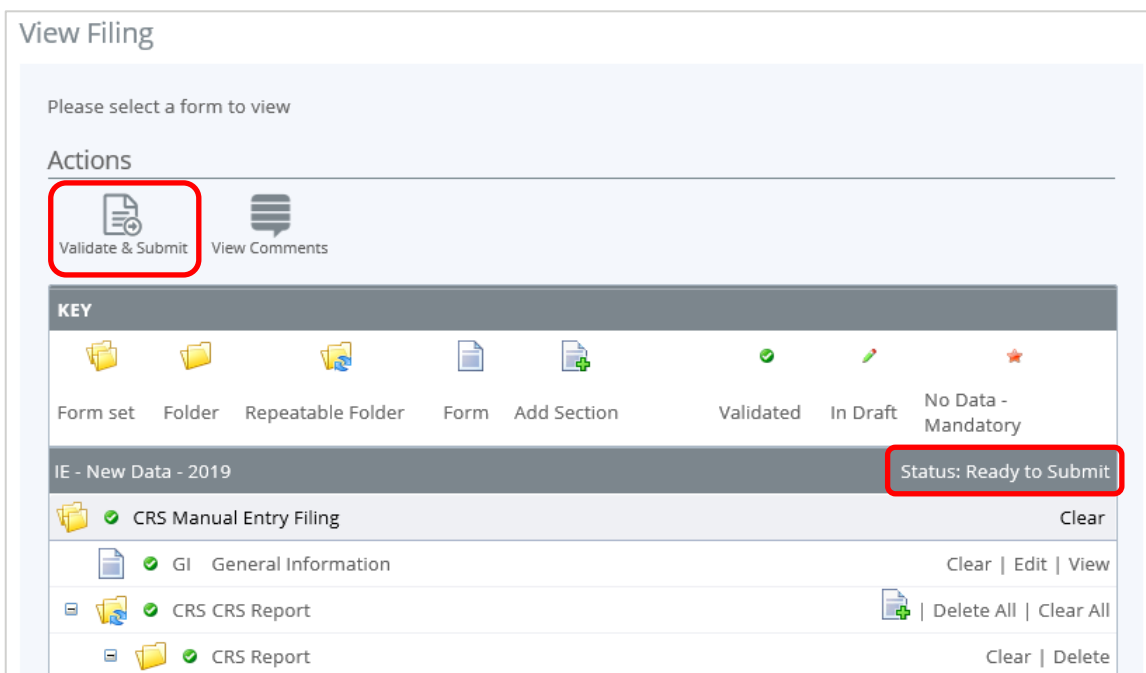 View Filing
Please select a form to view
Actions
Validate & Submit View Comments
KEY
Form set Folder Repeatable Folder Form Add Section Validated In Draft No Data -
Mandatory
IE - New Data - 2019 Status: Ready to Submit
CRS Manual Entry Filing Clear
GI General Information Clear | Edit | View
CRS CRS Report | Delete All | Clear All
CRS Report Clear | Delete